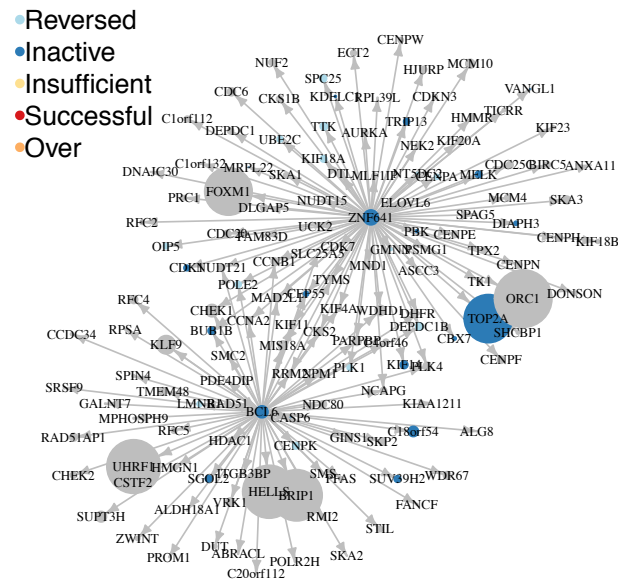 Reversed
Inactive
Insufficient
Successful
Over
CENPW
NUF2
ECT2
HJURP
MCM10
SPC25
CDC6
CKS1B
RPL39L
CDKN3
VANGL1
C1orf112
TTK
AURKA
TRIP13
HMMR
TICRR
DEPDC1
UBE2C
NEK2
KIF20A
KIF23
C1orf132
MRPL22
KIF18A
DNAJC30
SKA1
DTL
MLF1IP
NT5DC2
CENPA
MELK
CDC25C
BIRC5
ANXA11
PRC1
FOXM1
DLGAP5
NUDT15
ELOVL6
MCM4
SKA3
RFC2
UCK2
ZNF641
SPAG5
DIAPH3
CDC20
FAM83D
PBK
CENPE
CENPH
KIF18B
OIP5
CDK7
SLC25A5
GMNN
PSMG1
TPX2
CDK1
NUDT21
CCNB1
MND1
ASCC3
CENPN
POLE2
TYMS
TK1
RFC4
MAD2L1
CEP55
ORC1
DONSON
CHEK1
CCNA2
KIF4A
WDHD1
DHFR
TOP2A
RPSA
BUB1B
KIF11
CKS2
DEPDC1B
SHCBP1
CCDC34
KLF9
MIS18A
PARPBP
C1orf46
CBX7
SMC2
CENPF
SPIN4
PDE4DIP
RRM2
NPM1
PLK1
PLK4
SRSF9
TMEM48
NCAPG
GALNT7
LMNB1
RAD51
BCL6
NDC80
KIAA1211
MPHOSPH9
CASP6
RAD51AP1
RFC5
GINS1
C18orf54
ALG8
HDAC1
CENPK
SKP2
UHRF1
HMGN1
CHEK2
CSTF2
SGOL2
ITGB3BP
SMS
PFAS
SUV39H2
WDR67
HELLS
BRIP1
VRK1
FANCF
SUPT3H
ALDH18A1
RMI2
ZWINT
STIL
PROM1
DUT
ABRACL
POLR2H
SKA2
C20orf112